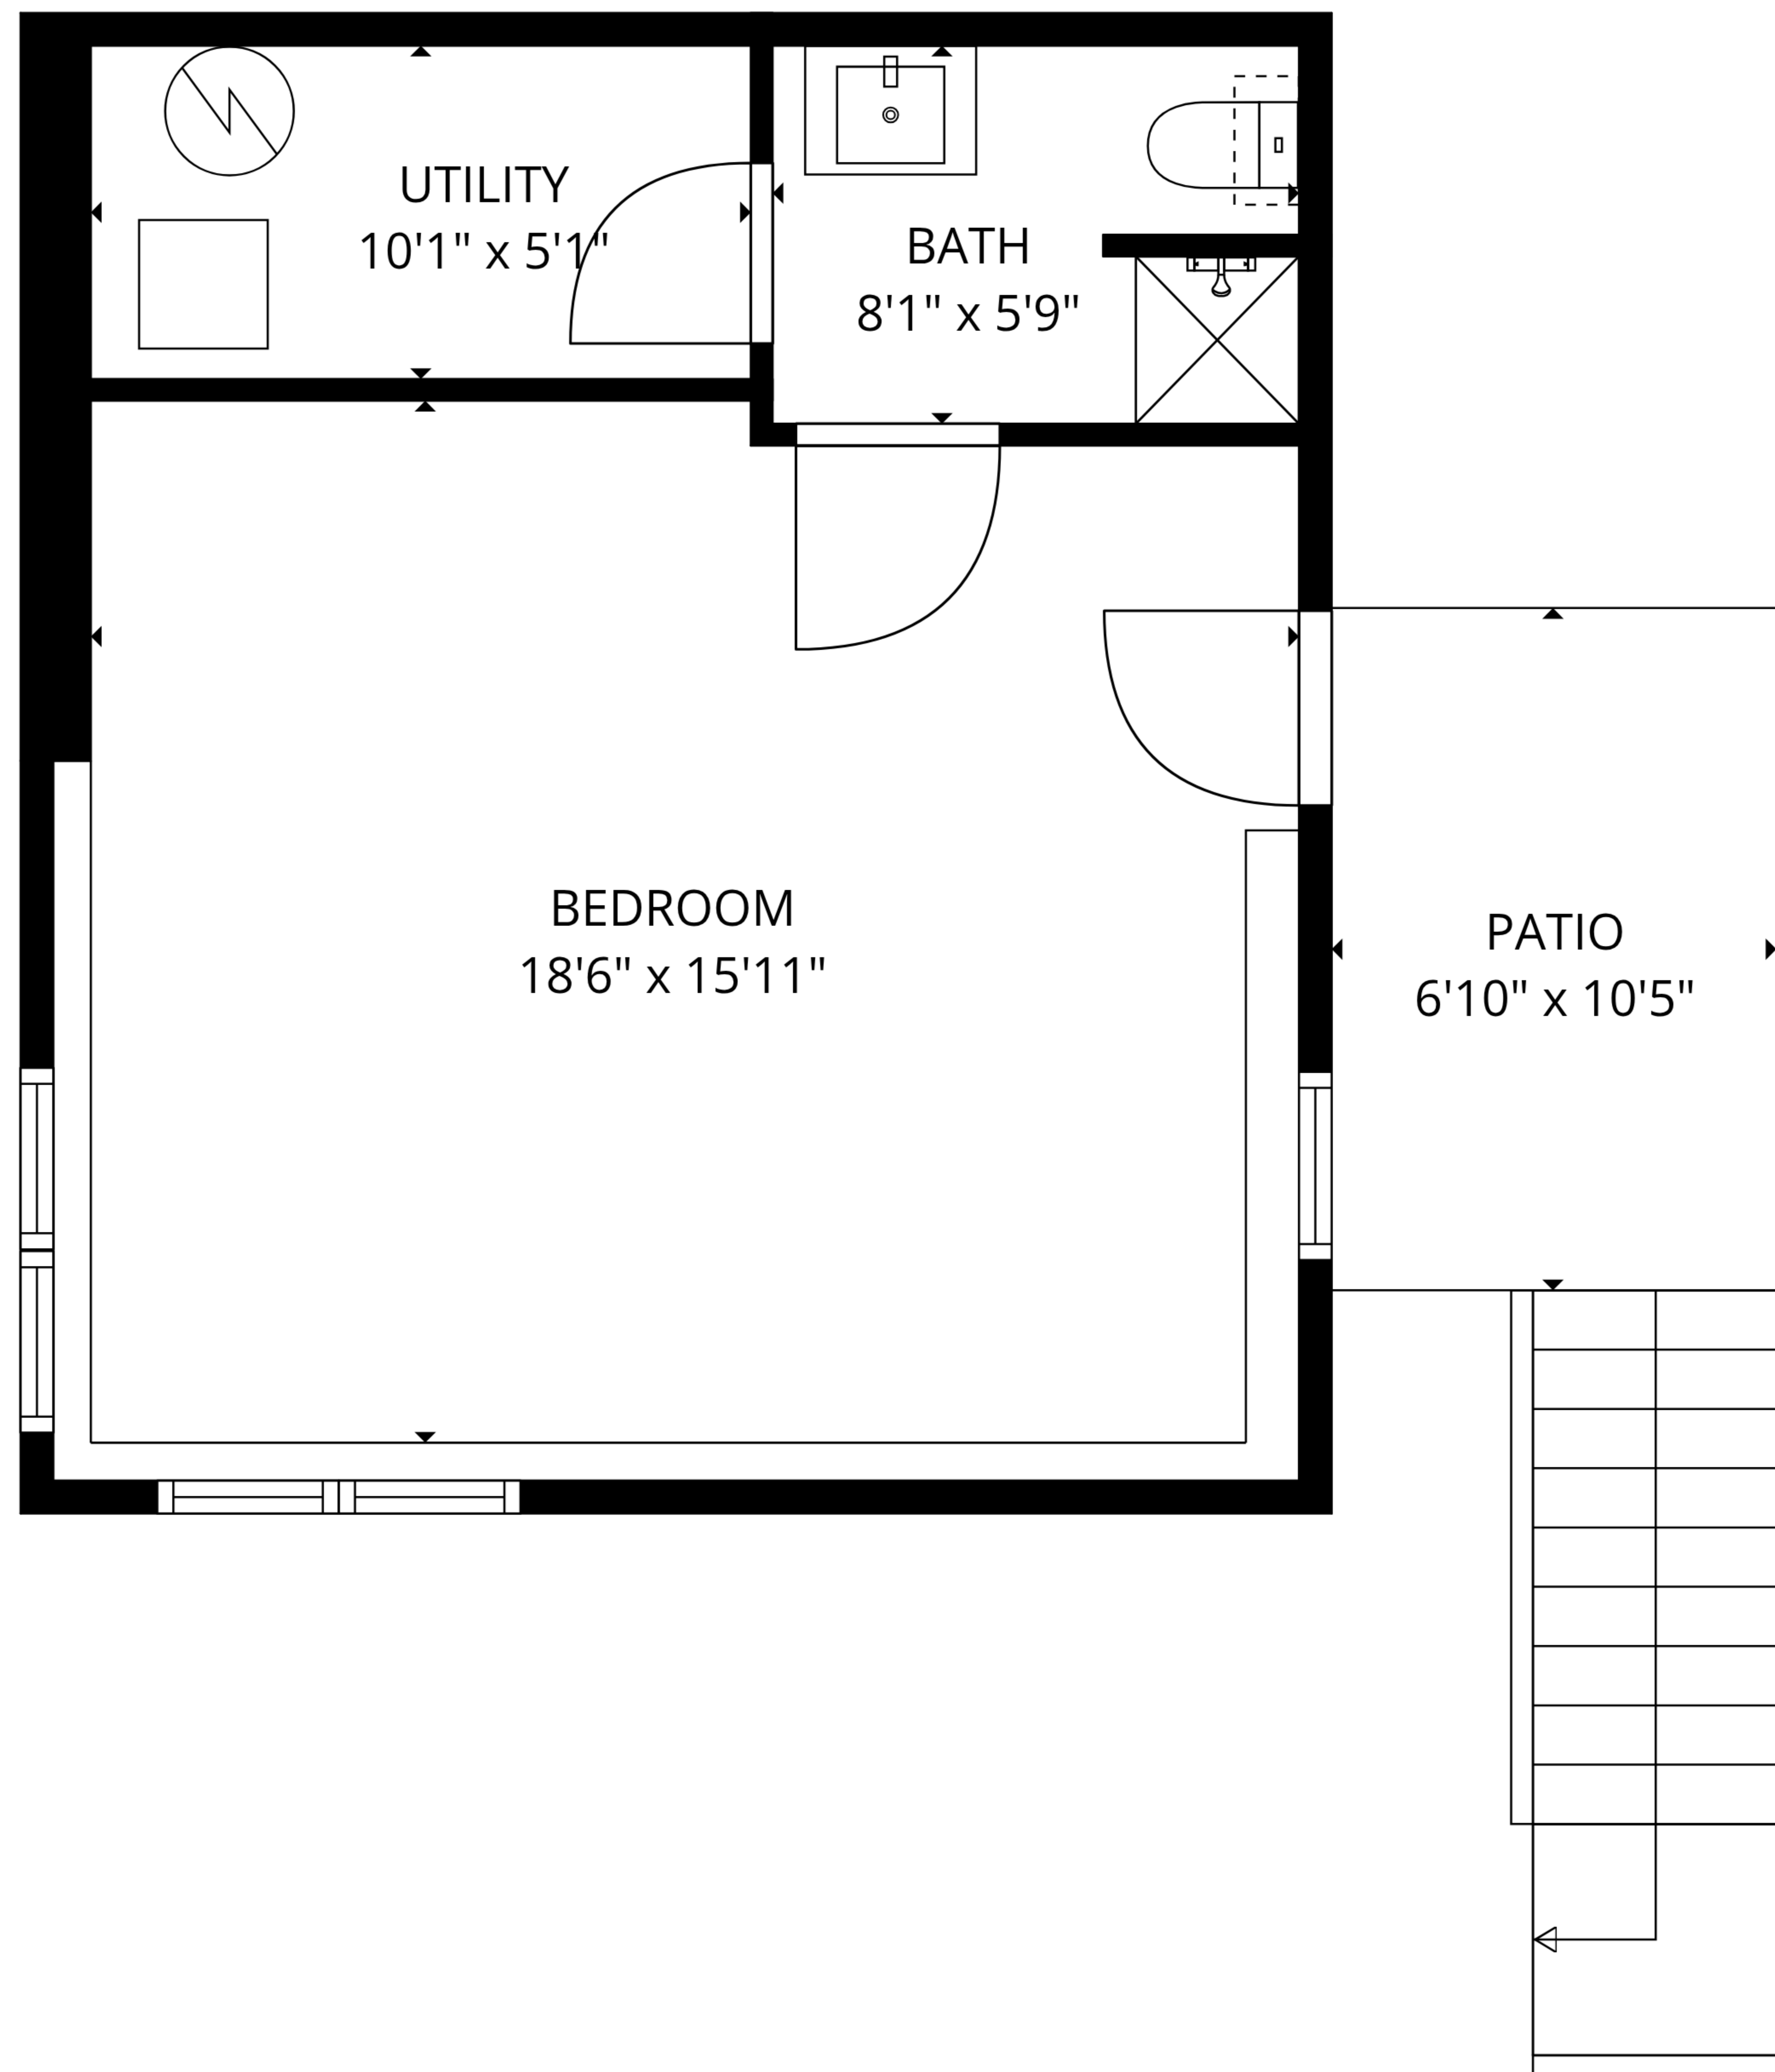 UTILITY
10'1" x 5'1"
BATH
8'1" x 5'9"
BEDROOM
18'6" x 15'11"
PATIO
6'10" x 10'5"